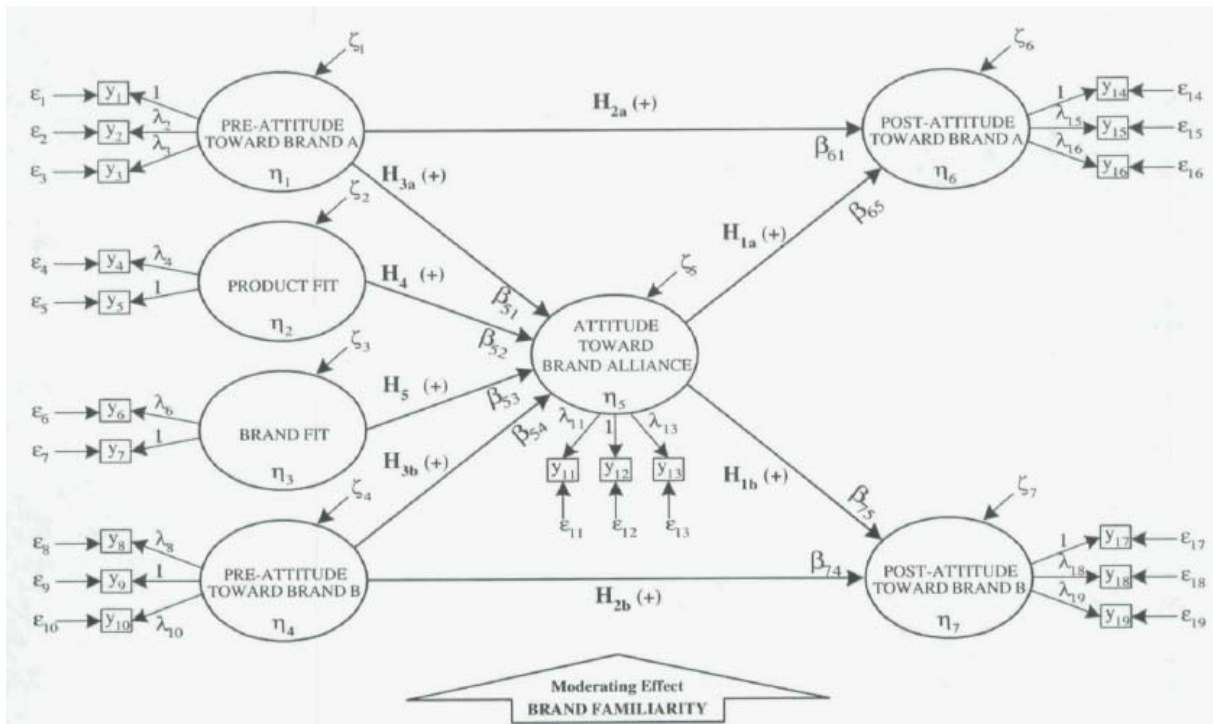 ζ₁
ε₁ y₁ 1
ε₂ y₂ λ₂
ε₃ y₃ λ₃
PRE-ATTITUDE
TOWARD BRAND A
η₁
H₂ₐ (+)
β₆₁
ζ₆
POST-ATTITUDE
TOWARD BRAND A
η₆
1 y₁₄ ε₁₄
λ₁₅ y₁₅ ε₁₅
λ₁₆ y₁₆ ε₁₆
H₃ₐ (+)
β₅₁
H₁ₐ (+)
β₆₅
ζ₂
ε₄ y₄ λ₄
ε₅ y₅ 1
PRODUCT FIT
η₂
H₄ (+)
β₅₂
ζ₅
ATTITUDE
TOWARD
BRAND ALLIANCE
η₅
λ₁₁ 1 λ₁₃
y₁₁ y₁₂ y₁₃
ε₁₁ ε₁₂ ε₁₃
ζ₃
ε₆ y₆ λ₆
ε₇ y₇ 1
BRAND FIT
η₃
H₅ (+)
β₅₃
H₃b (+)
β₅₄
H₁b (+)
β₇₅
ζ₄
ε₈ y₈ λ₈
ε₉ y₉ 1
ε₁₀ y₁₀ λ₁₀
PRE-ATTITUDE
TOWARD BRAND B
η₄
H₂b (+)
β₇₄
ζ₇
POST-ATTITUDE
TOWARD BRAND B
η₇
1 y₁₇ ε₁₇
λ₁₈ y₁₈ ε₁₈
λ₁₉ y₁₉ ε₁₉
Moderating Effect
BRAND FAMILIARITY